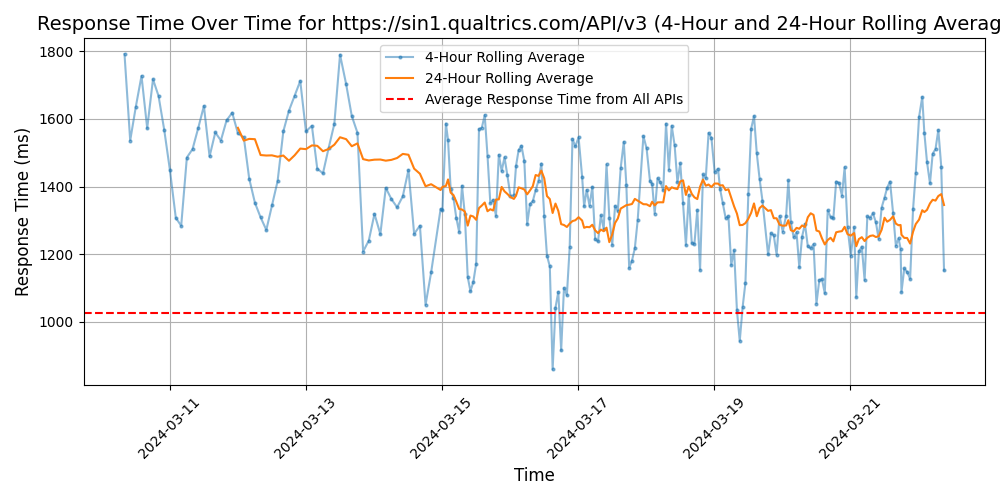 Response Time Over Time for https://sin1.qualtrics.com/API/v3 (4-Hour and 24-Hour Rolling Averag
4-Hour Rolling Average
24-Hour Rolling Average
Average Response Time from All APIs
Response Time (ms)
1800
1600
1400
1200
1000
2024-03-11
2024-03-13
2024-03-15
2024-03-17
2024-03-19
2024-03-21
Time